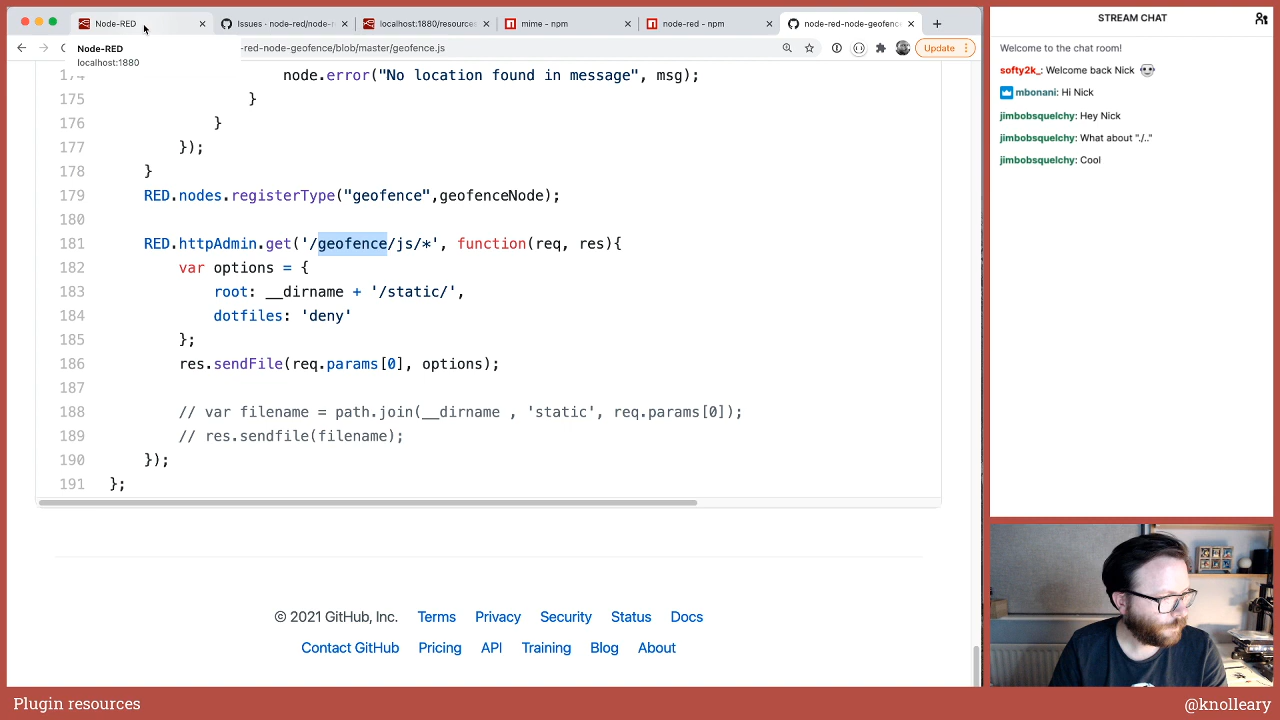 Node-RED
Issues · node-red/node-r
localhost:1880/resources
mime - npm
node-red - npm
node-red-node-geofence
Node-RED
localhost:1880
-red-node-geofence/blob/master/geofence.js
Update
174 node.error("No location found in message", msg);
175 }
176 }
177 });
178 }
179 RED.nodes.registerType("geofence",geofenceNode);
180
181 RED.httpAdmin.get('/geofence/js/*', function(req, res){
182 var options = {
183 root: __dirname + '/static/',
184 dotfiles: 'deny'
185 };
186 res.sendFile(req.params[0], options);
187
188 // var filename = path.join(__dirname , 'static', req.params[0]);
189 // res.sendfile(filename);
190 });
191 };
© 2021 GitHub, Inc. Terms Privacy Security Status Docs
Contact GitHub Pricing API Training Blog About
STREAM CHAT
Welcome to the chat room!
softy2k_: Welcome back Nick
mbonani: Hi Nick
jimbobsquelchy: Hey Nick
jimbobsquelchy: What about "./.."
jimbobsquelchy: Cool
Plugin resources
@knolleary